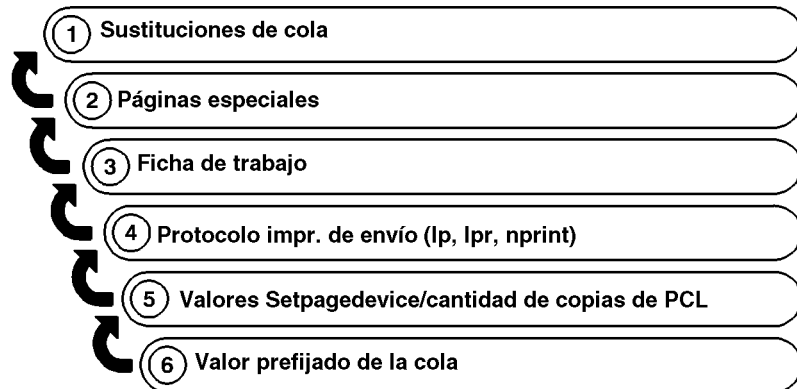 1 Sustituciones de cola
2 Páginas especiales
3 Ficha de trabajo
4 Protocolo impr. de envío (lp, lpr, nprint)
5 Valores Setpagedevice/cantidad de copias de PCL
6 Valor prefijado de la cola